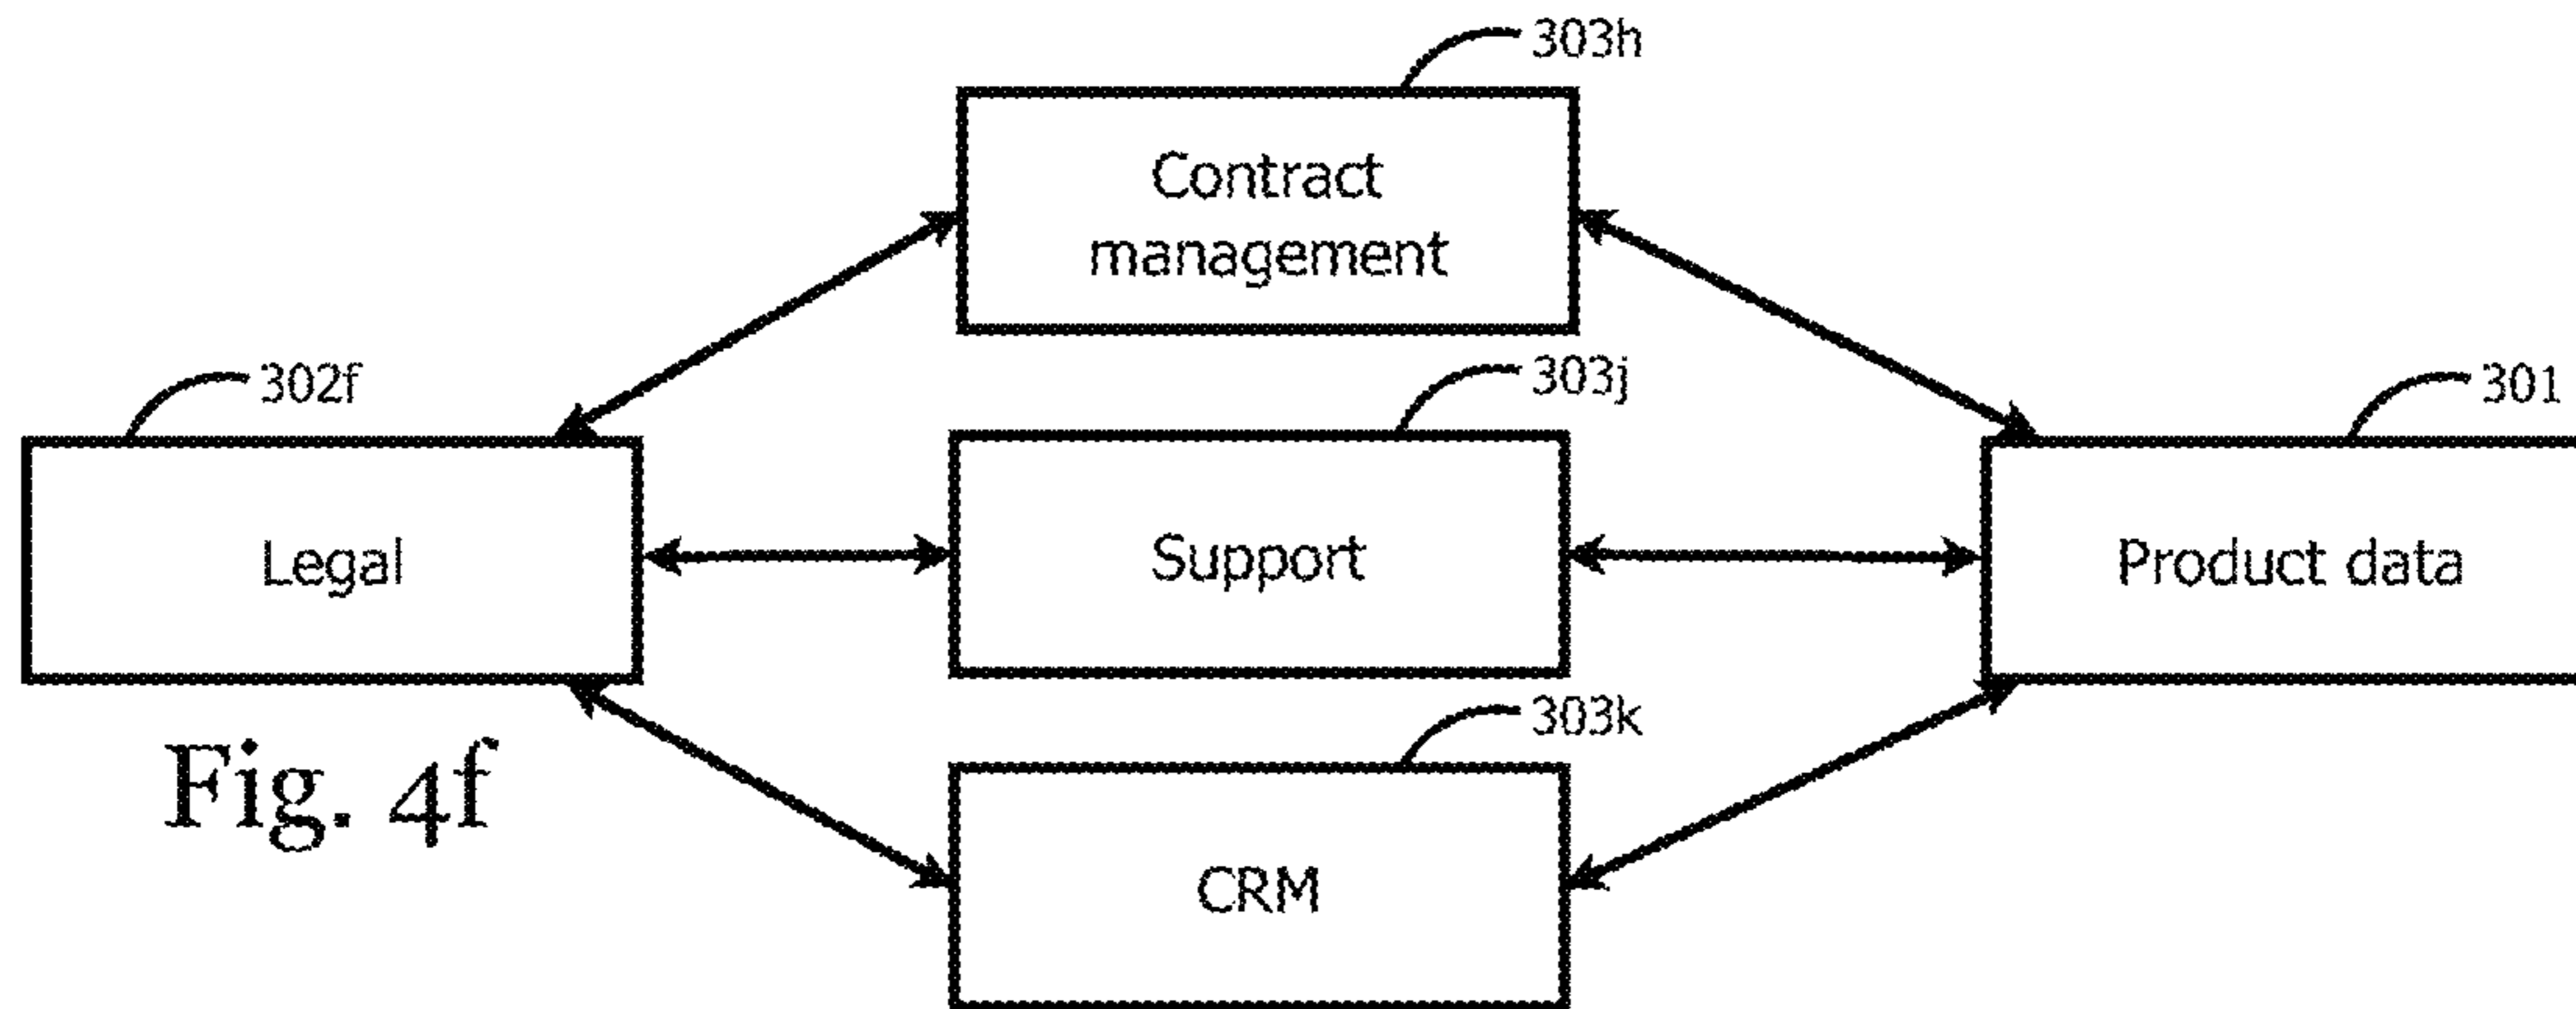 303h
Contract
management
302f
303j
301
Legal
Support
Product data
303k
Fig. 4f
CRM